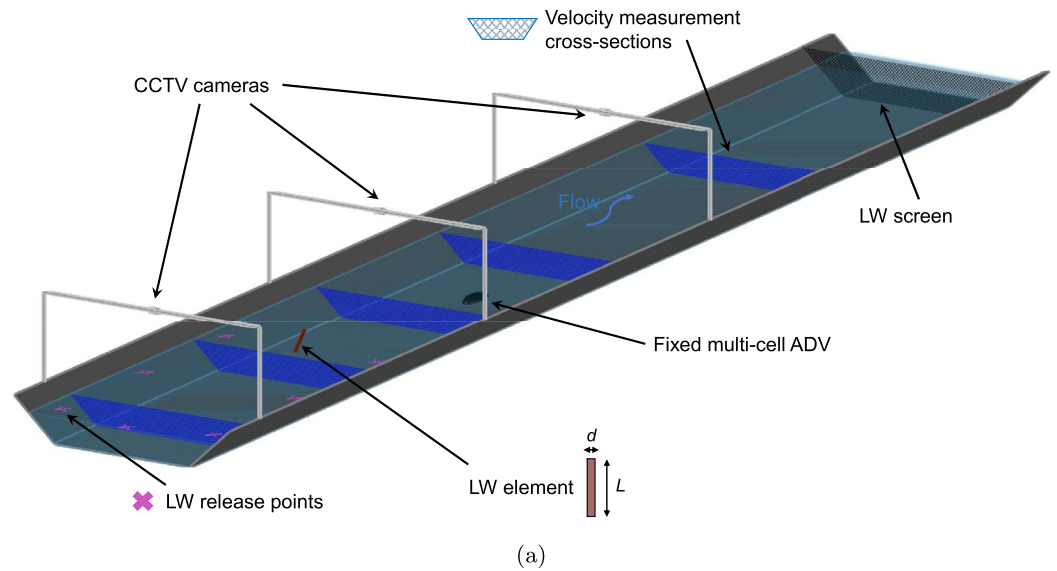 Velocity measurement
cross-sections
CCTV cameras
Flow
LW screen
Fixed multi-cell ADV
d
L
LW element
LW release points
(a)